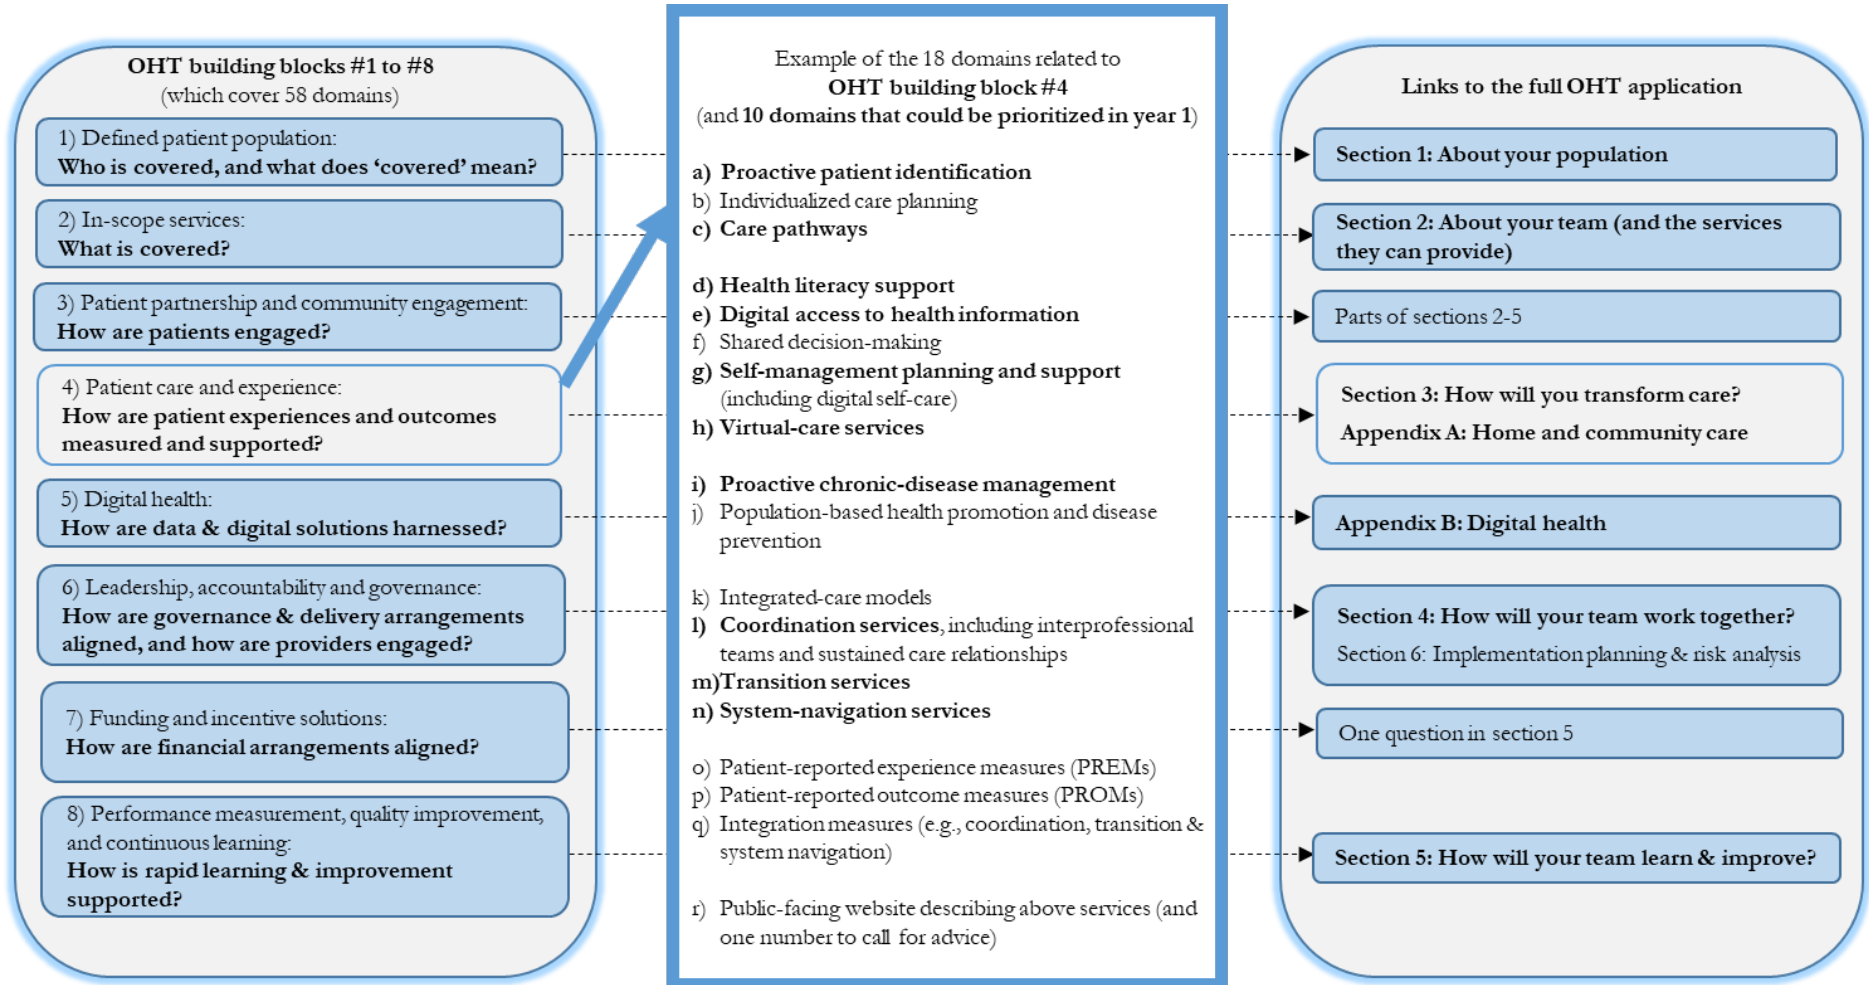 OHT building blocks #1 to #8
(which cover 58 domains)
1) Defined patient population:
Who is covered, and what does ‘covered’ mean?
2) In-scope services:
What is covered?
3) Patient partnership and community engagement:
How are patients engaged?
4) Patient care and experience:
How are patient experiences and outcomes
measured and supported?
5) Digital health:
How are data & digital solutions harnessed?
6) Leadership, accountability and governance:
How are governance & delivery arrangements
aligned, and how are providers engaged?
7) Funding and incentive solutions:
How are financial arrangements aligned?
8) Performance measurement, quality improvement,
and continuous learning:
How is rapid learning & improvement
supported?
Example of the 18 domains related to
OHT building block #4
(and 10 domains that could be prioritized in year 1)
a) Proactive patient identification
b) Individualized care planning
c) Care pathways
d) Health literacy support
e) Digital access to health information
f) Shared decision-making
g) Self-management planning and support
(including digital self-care)
h) Virtual-care services
i) Proactive chronic-disease management
j) Population-based health promotion and disease
prevention
k) Integrated-care models
l) Coordination services, including interprofessional
teams and sustained care relationships
m)Transition services
n) System-navigation services
o) Patient-reported experience measures (PREMs)
p) Patient-reported outcome measures (PROMs)
q) Integration measures (e.g., coordination, transition &
system navigation)
r) Public-facing website describing above services (and
one number to call for advice)
Links to the full OHT application
Section 1: About your population
Section 2: About your team (and the services
they can provide)
Parts of sections 2-5
Section 3: How will you transform care?
Appendix A: Home and community care
Appendix B: Digital health
Section 4: How will your team work together?
Section 6: Implementation planning & risk analysis
One question in section 5
Section 5: How will your team learn & improve?